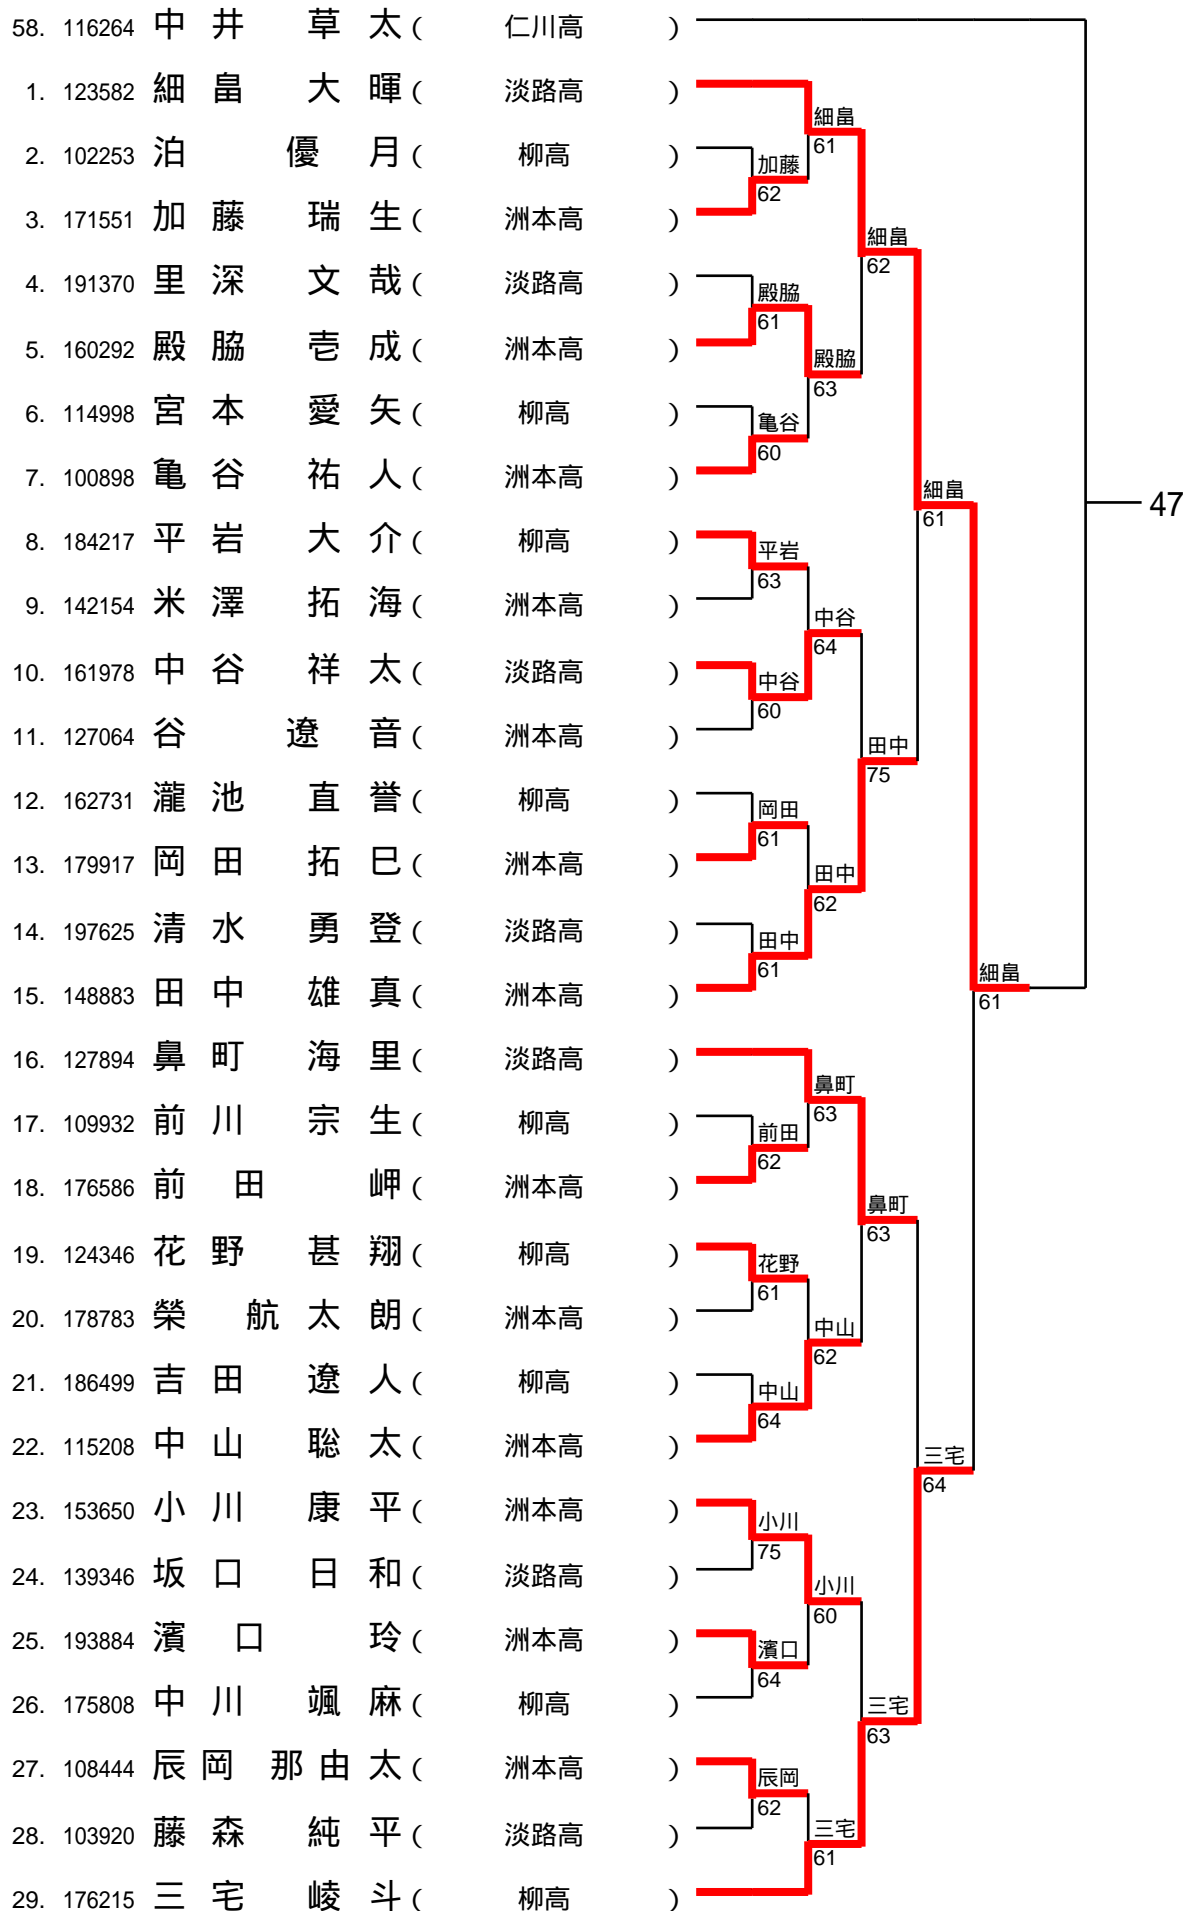 58. 116264 中井 草太 ( 仁川高 )
1. 123582 細畠 大暉 ( 淡路高 )
細畠
61
2. 102253 泊 優月 ( 柳高 )
加藤
62
3. 171551 加藤 瑞生 ( 洲本高 )
細畠
62
4. 191370 里深 文哉 ( 淡路高 )
殿脇
61
5. 160292 殿脇 壱成 ( 洲本高 )
殿脇
63
6. 114998 宮本 愛矢 ( 柳高 )
亀谷
60
7. 100898 亀谷 祐人 ( 洲本高 )
細畠
61
47
8. 184217 平岩 大介 ( 柳高 )
平岩
63
9. 142154 米澤 拓海 ( 洲本高 )
中谷
64
10. 161978 中谷 祥太 ( 淡路高 )
中谷
60
11. 127064 谷 遼音 ( 洲本高 )
田中
75
12. 162731 瀧池 直誉 ( 柳高 )
岡田
61
13. 179917 岡田 拓巳 ( 洲本高 )
田中
62
14. 197625 清水 勇登 ( 淡路高 )
田中
61
15. 148883 田中 雄真 ( 洲本高 )
細畠
61
16. 127894 鼻町 海里 ( 淡路高 )
鼻町
63
17. 109932 前川 宗生 ( 柳高 )
前田
62
18. 176586 前田 岬 ( 洲本高 )
鼻町
63
19. 124346 花野 甚翔 ( 柳高 )
花野
61
20. 178783 榮 航太朗 ( 洲本高 )
中山
62
21. 186499 吉田 遼人 ( 柳高 )
中山
64
22. 115208 中山 聡太 ( 洲本高 )
三宅
64
23. 153650 小川 康平 ( 洲本高 )
小川
75
24. 139346 坂口 日和 ( 淡路高 )
小川
60
25. 193884 濱口 玲 ( 洲本高 )
濱口
64
26. 175808 中川 颯麻 ( 柳高 )
三宅
63
27. 108444 辰岡 那由太 ( 洲本高 )
辰岡
62
28. 103920 藤森 純平 ( 淡路高 )
三宅
61
29. 176215 三宅 崚斗 ( 柳高 )